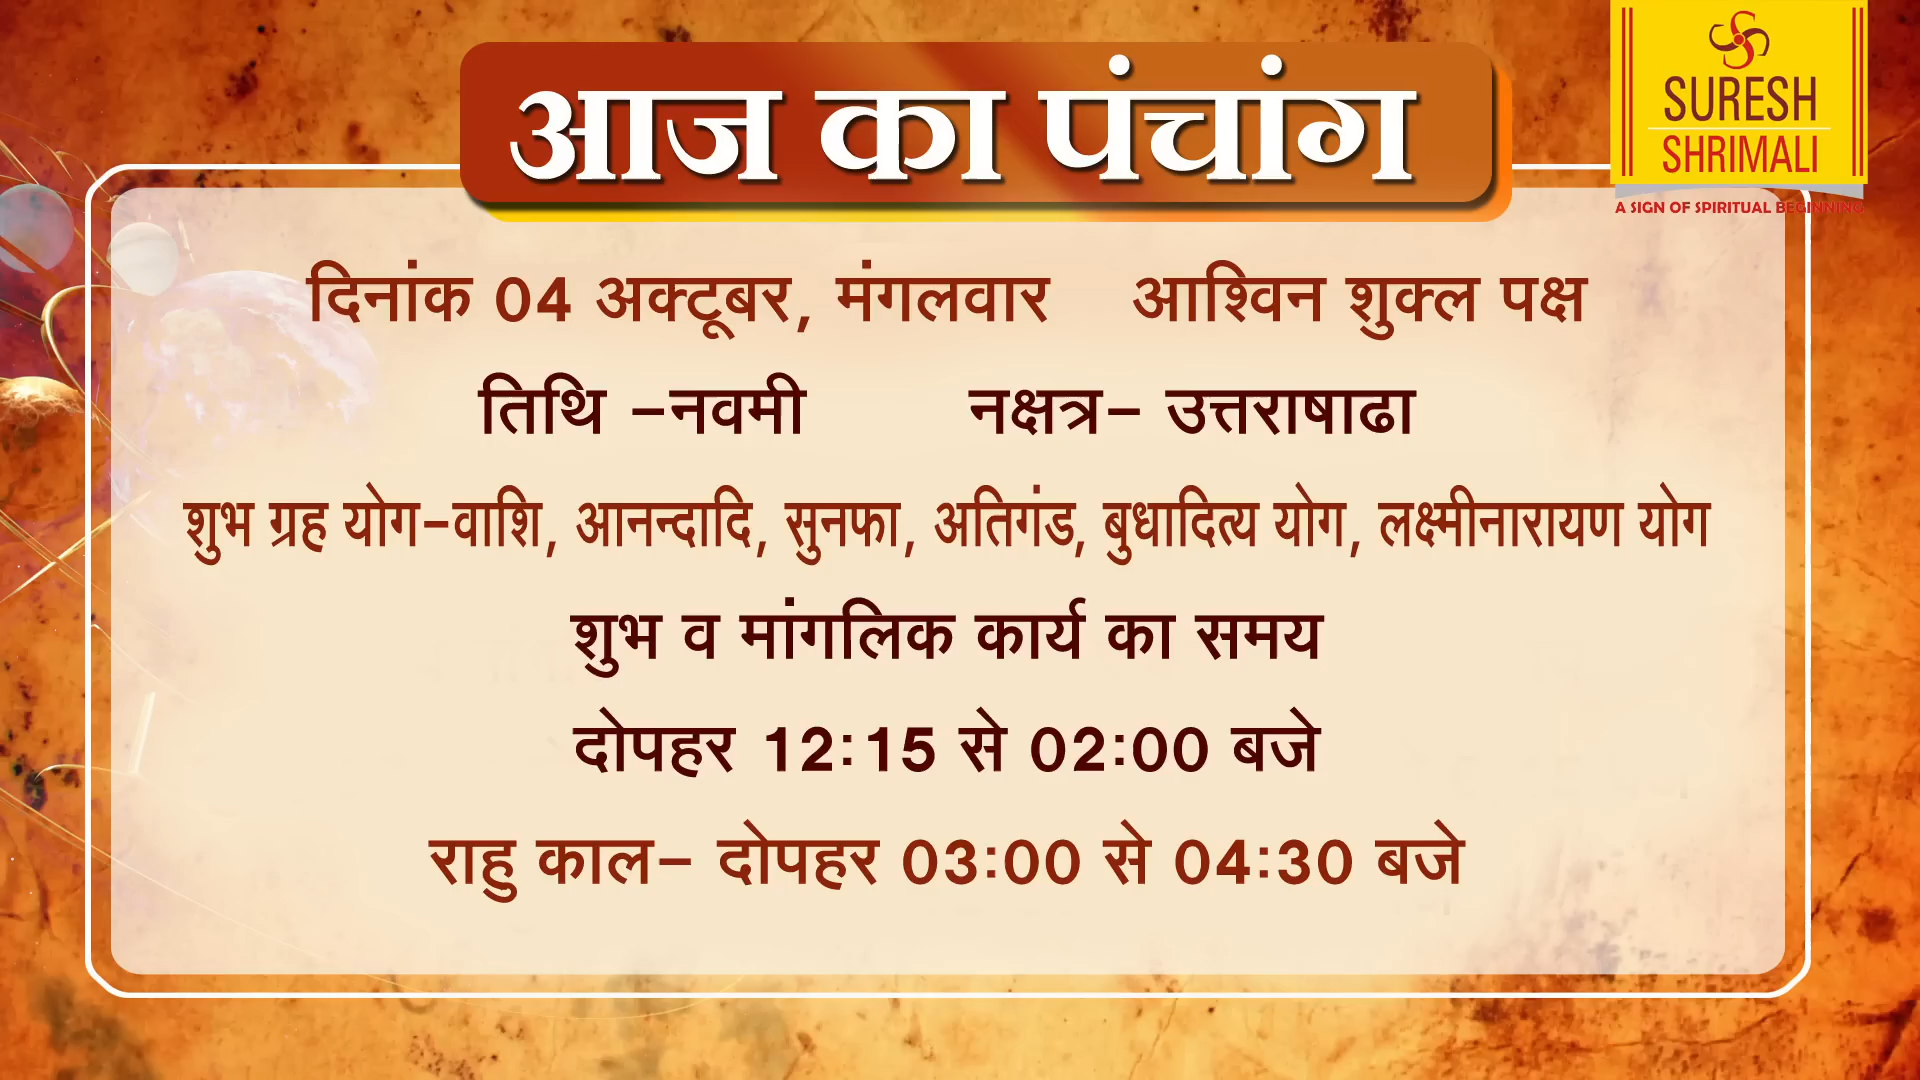 आज का पंचांग
SURESH
SHRIMALI
A SIGN OF SPIRITUAL BEGINNING
दिनांक 04 अक्टूबर, मंगलवार आश्विन शुक्ल पक्ष
तिथि -नवमी नक्षत्र- उत्तराषाढा
शुभ ग्रह योग-वाशि, आनन्दादि, सुनफा, अतिगंड, बुधादित्य योग, लक्ष्मीनारायण योग
शुभ व मांगलिक कार्य का समय
दोपहर 12:15 से 02:00 बजे
राहु काल- दोपहर 03:00 से 04:30 बजे